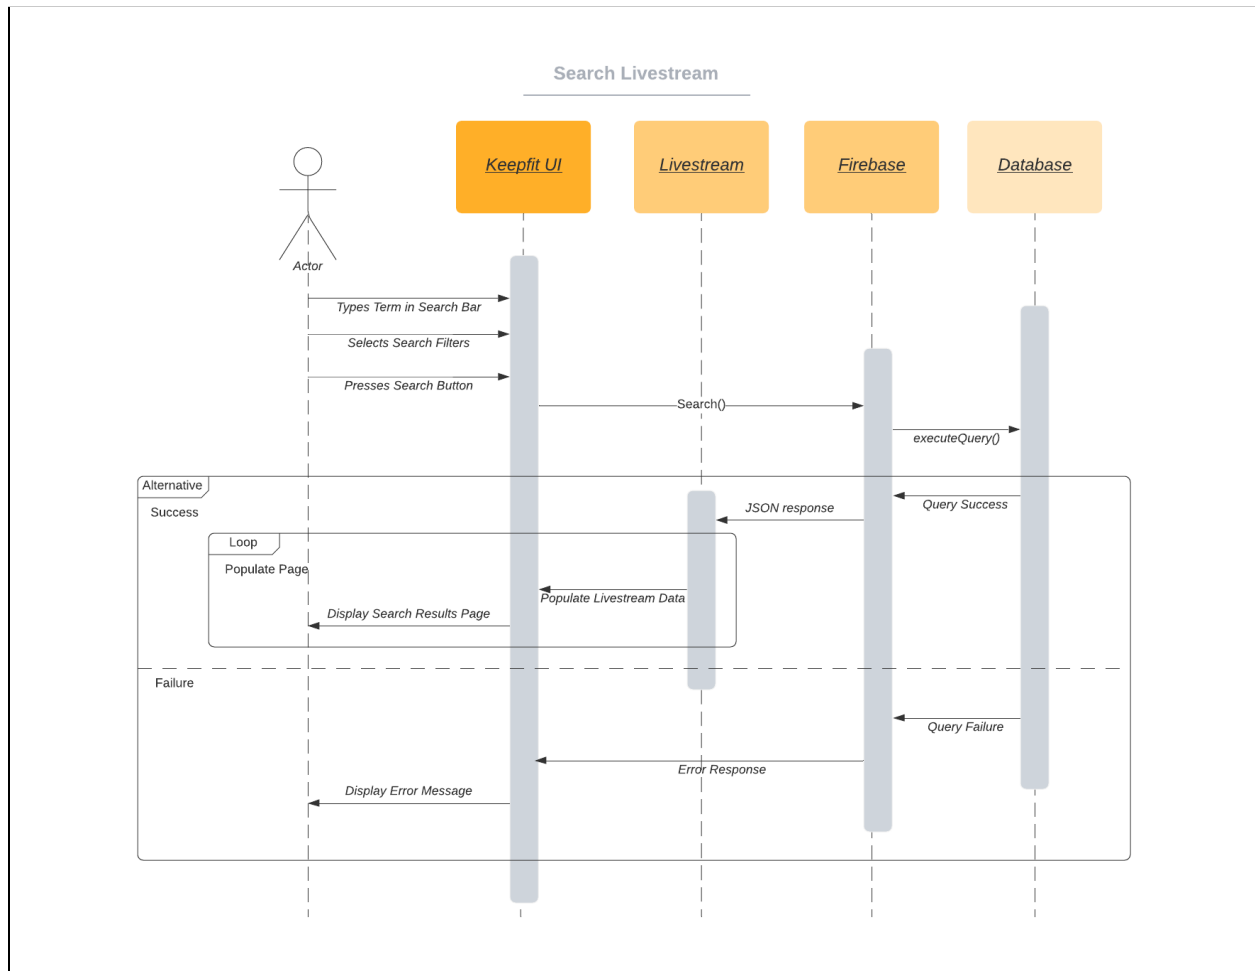 Search Livestream
Keepfit UI
Livestream
Firebase
Database
Actor
Types Term in Search Bar
Selects Search Filters
Presses Search Button
Search()
executeQuery()
Alternative
Success
Query Success
JSON response
Loop
Populate Page
Populate Livestream Data
Display Search Results Page
Failure
Query Failure
Error Response
Display Error Message